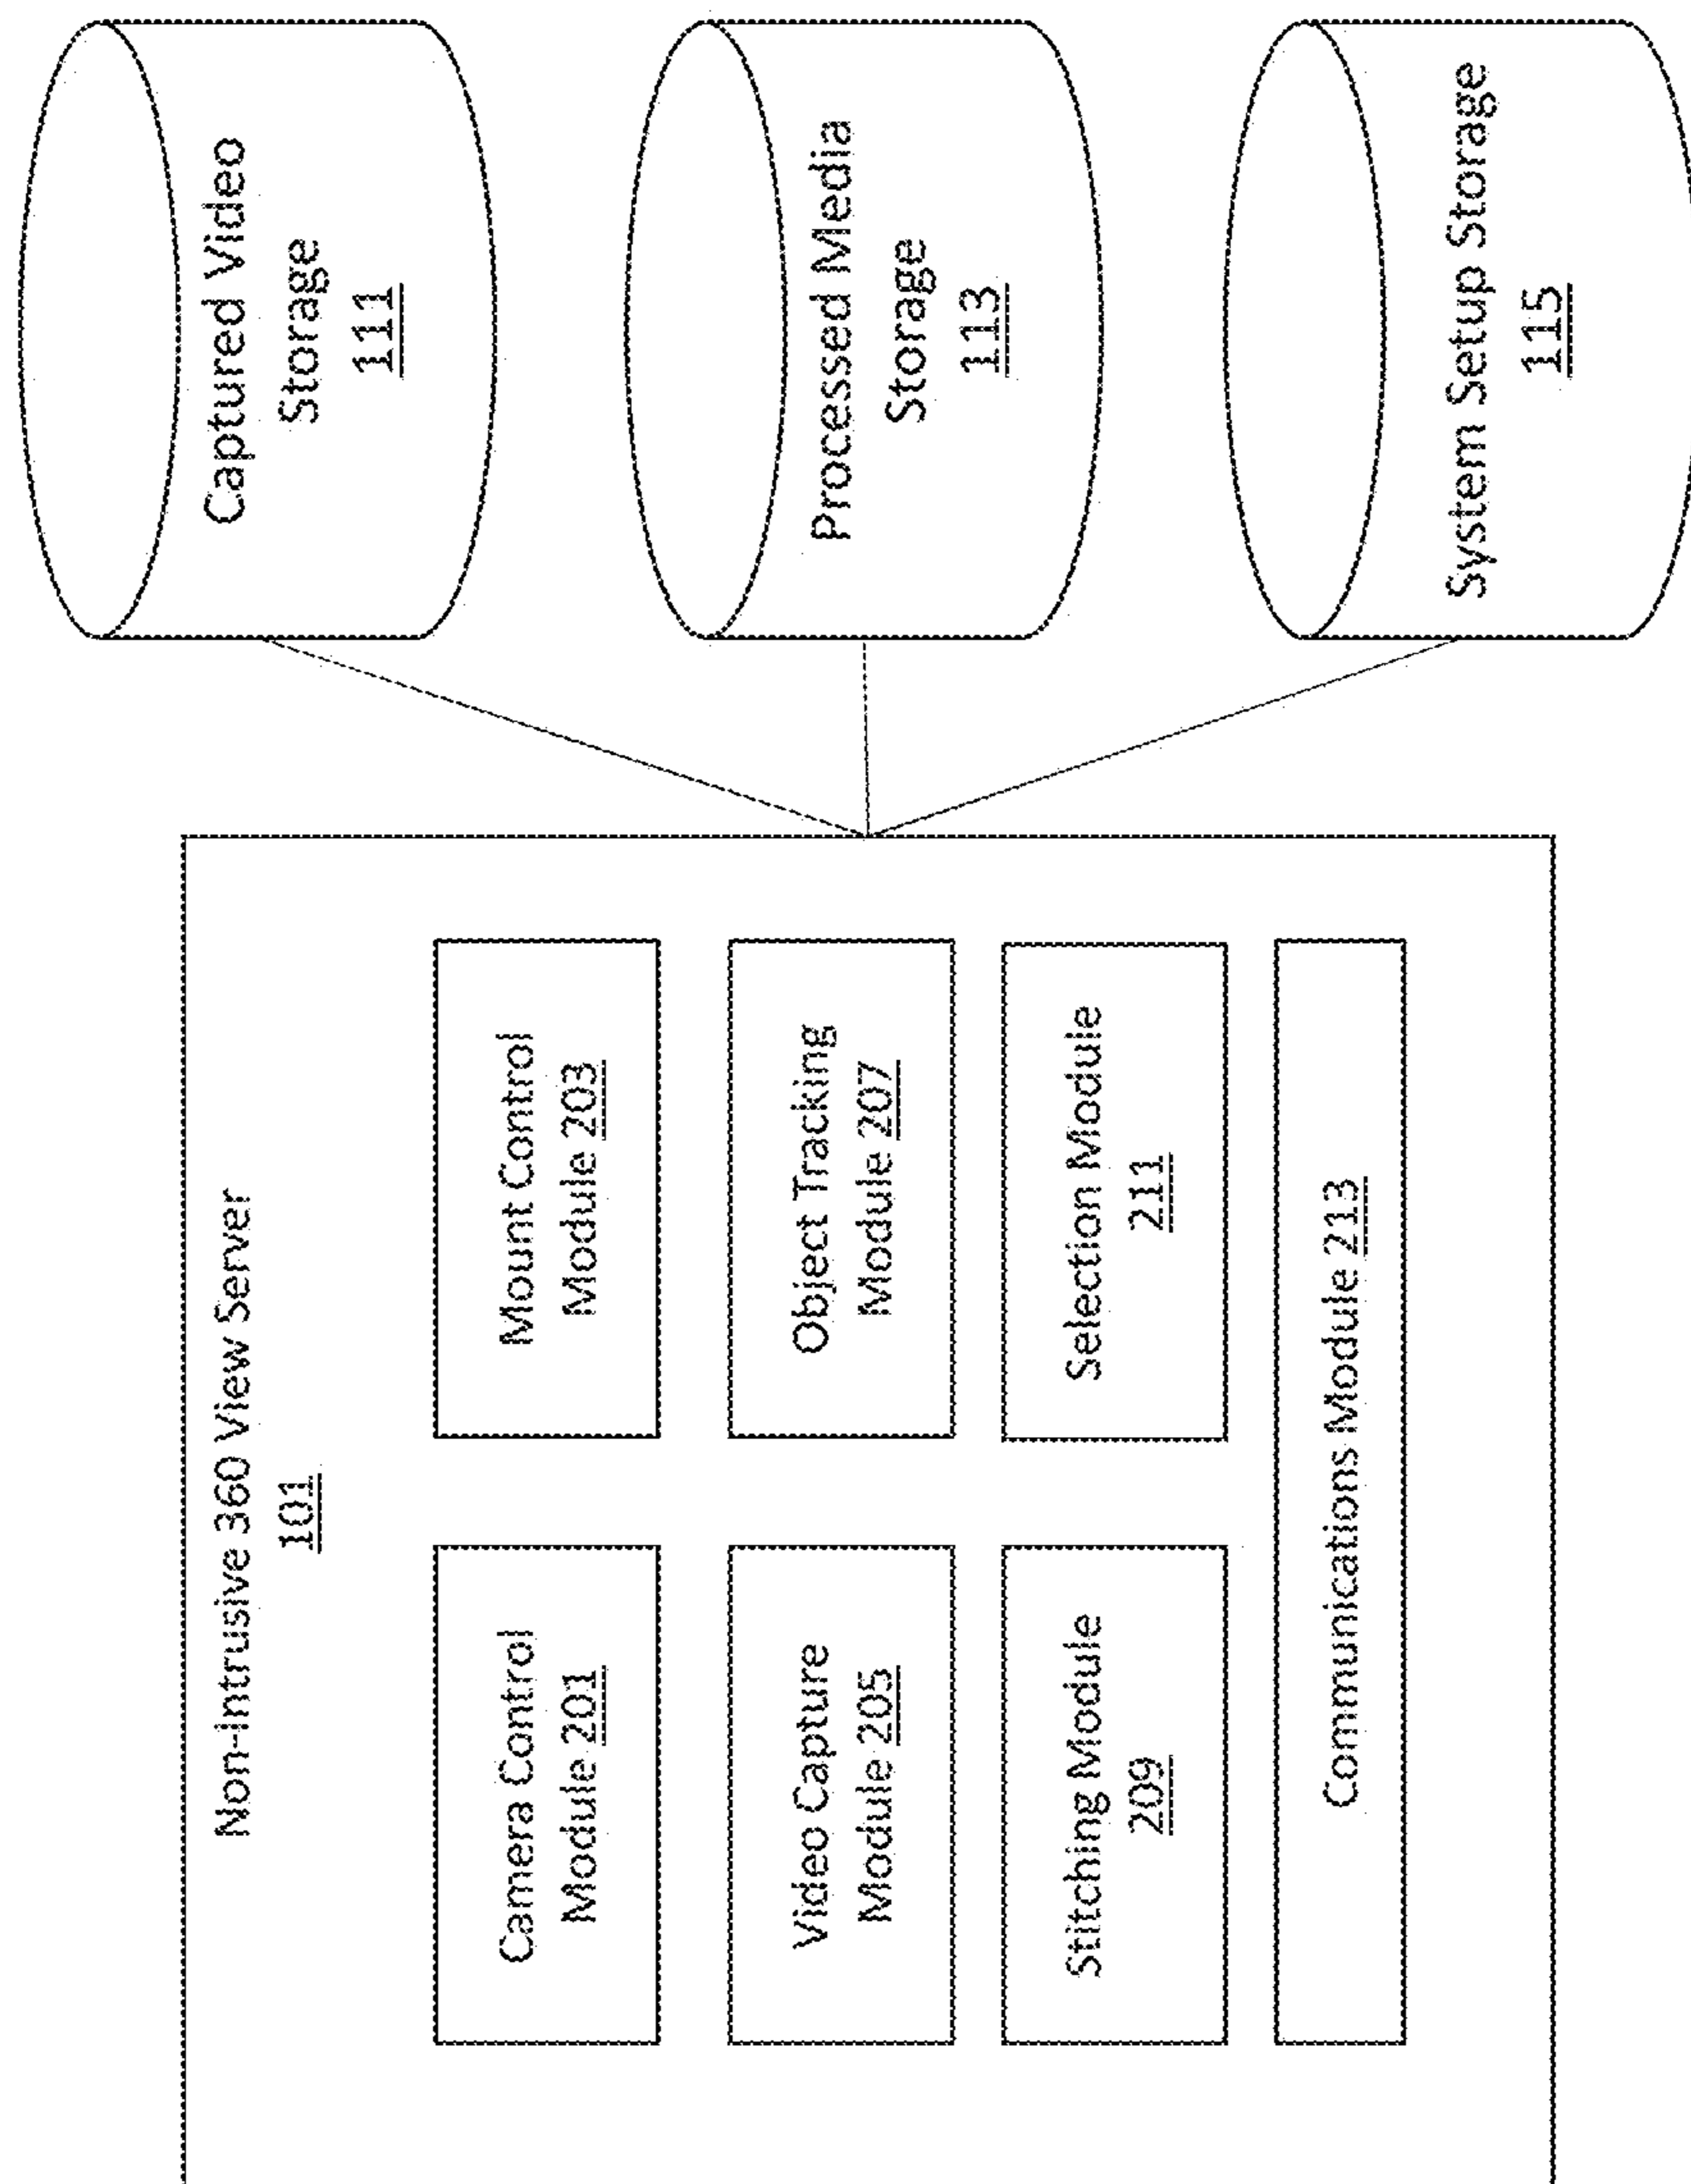 Non-Intrusive 360 View Server
101
Camera Control
Module 201
Mount Control
Module 203
Video Capture
Module 205
Object Tracking
Module 207
Stitching Module
209
Selection Module
211
Communications Module 213
Captured Video
Storage
111
Processed Media
Storage
113
System Setup Storage
115